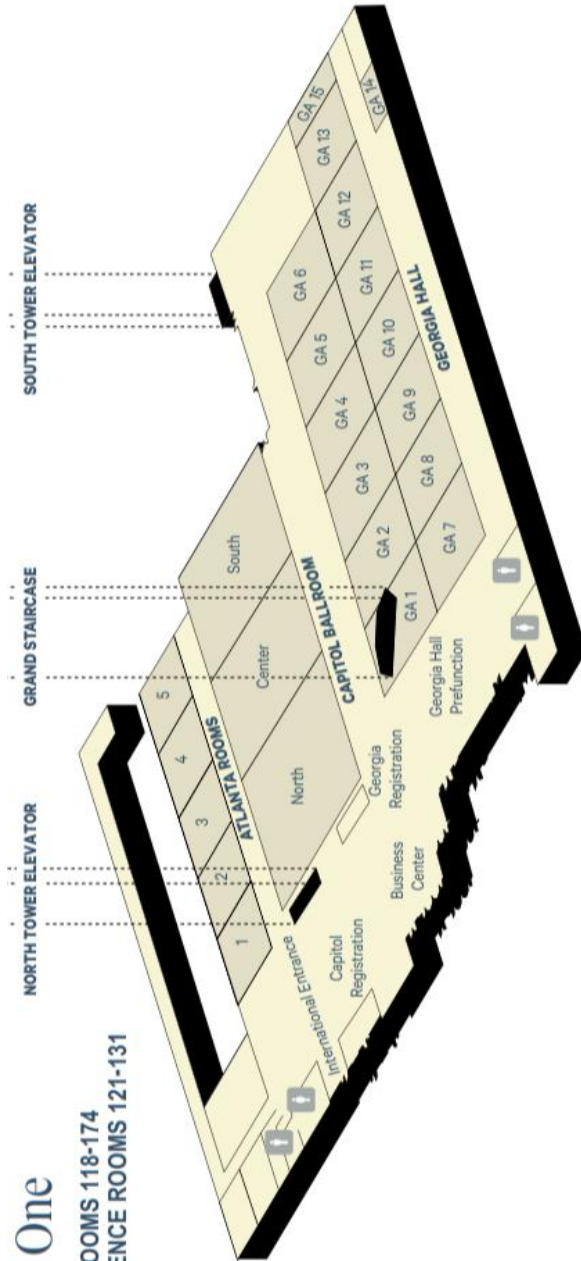 One
OOMS 118-174
ENCE ROOMS 121-131
NORTH TOWER ELEVATOR
GRAND STAIRCASE
SOUTH TOWER ELEVATOR
1
2
3
4
5
ATLANTA ROOMS
North
Center
South
CAPITOL BALLROOM
International Entrance
Capitol
Registration
Business
Center
Georgia
Registration
Georgia Hall
Prefunction
GA 1
GA 2
GA 3
GA 4
GA 5
GA 6
GA 7
GA 8
GA 9
GA 10
GA 11
GA 12
GA 13
GA 15
GA 14
GEORGIA HALL